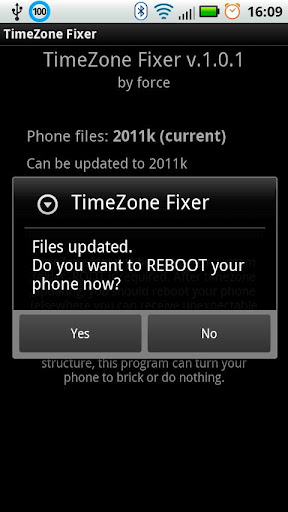 100
16:09
TimeZone Fixer
TimeZone Fixer v.1.0.1
by force
Phone files: 2011k (current)
Can be updated to 2011k
TimeZone Fixer
Files updated.
Do you want to REBOOT your
phone now?
Yes
No
structure, this program can turn your
phone to brick or do nothing.